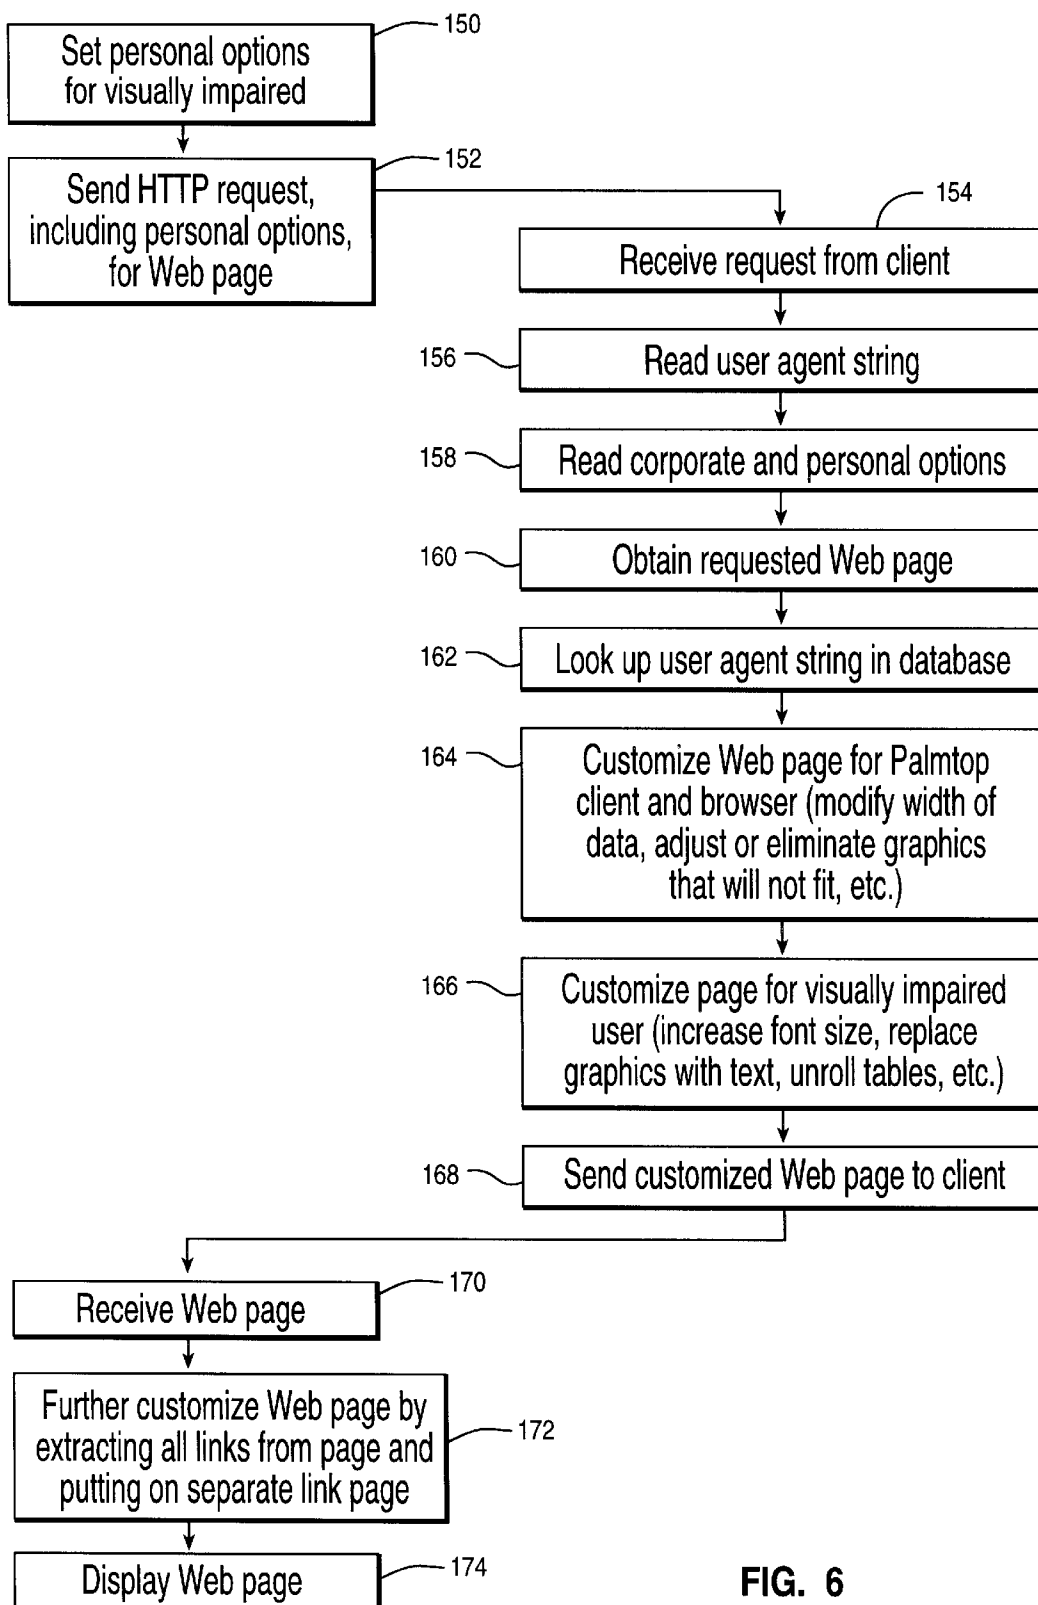 150
Set personal options
for visually impaired
152
Send HTTP request,
including personal options,
for Web page
154
Receive request from client
156
Read user agent string
158
Read corporate and personal options
160
Obtain requested Web page
162
Look up user agent string in database
164
Customize Web page for Palmtop
client and browser (modify width of
data, adjust or eliminate graphics
that will not fit, etc.)
166
Customize page for visually impaired
user (increase font size, replace
graphics with text, unroll tables, etc.)
168
Send customized Web page to client
170
Receive Web page
Further customize Web page by
extracting all links from page and
putting on separate link page
172
Display Web page
174
FIG. 6